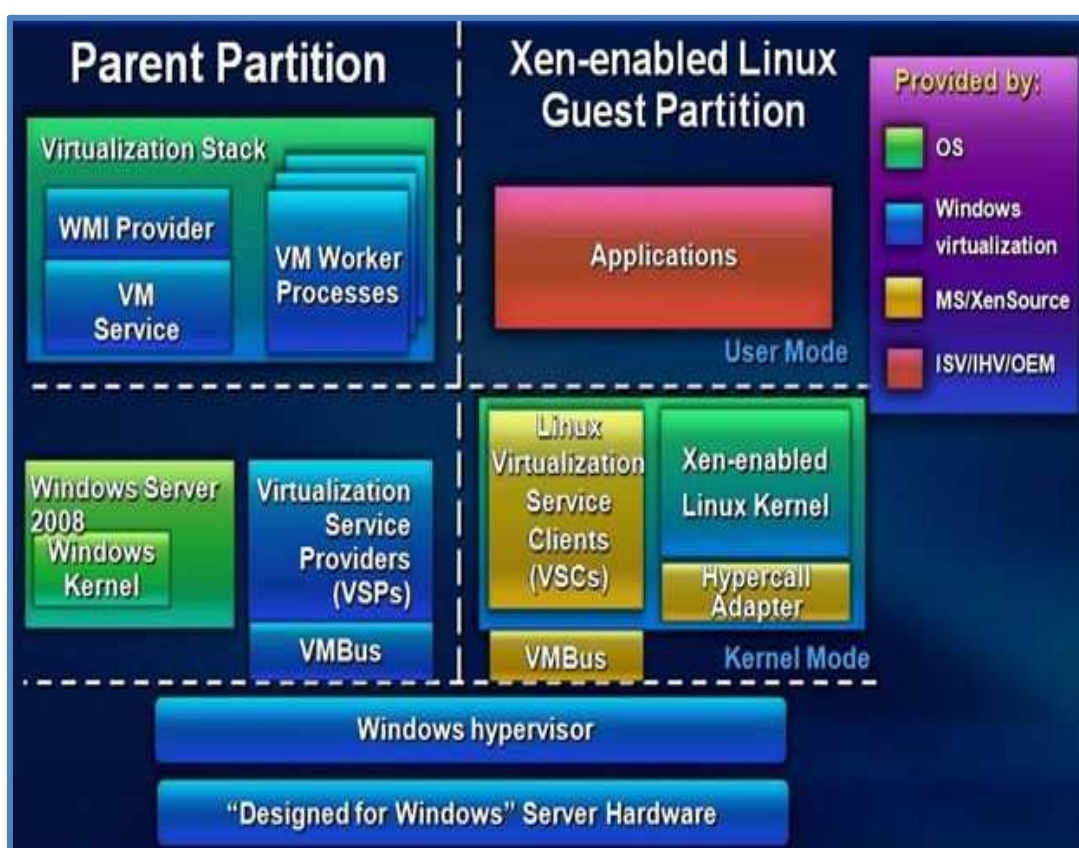 Parent Partition
Virtualization Stack
WMI Provider
VM
Service
VM Worker
Processes
Xen-enabled Linux
Guest Partition
Applications
User Mode
Provided by:
OS
Windows
virtualization
MS/XenSource
ISV/IHV/OEM
Windows Server
2008
Windows
Kernel
Virtualization
Service
Providers
(VSPs)
VMBus
Linux
Virtualization
Service
Clients
(VSCs)
VMBus
Xen-enabled
Linux Kernel
Hypercall
Adapter
Kernel Mode
Windows hypervisor
“Designed for Windows” Server Hardware